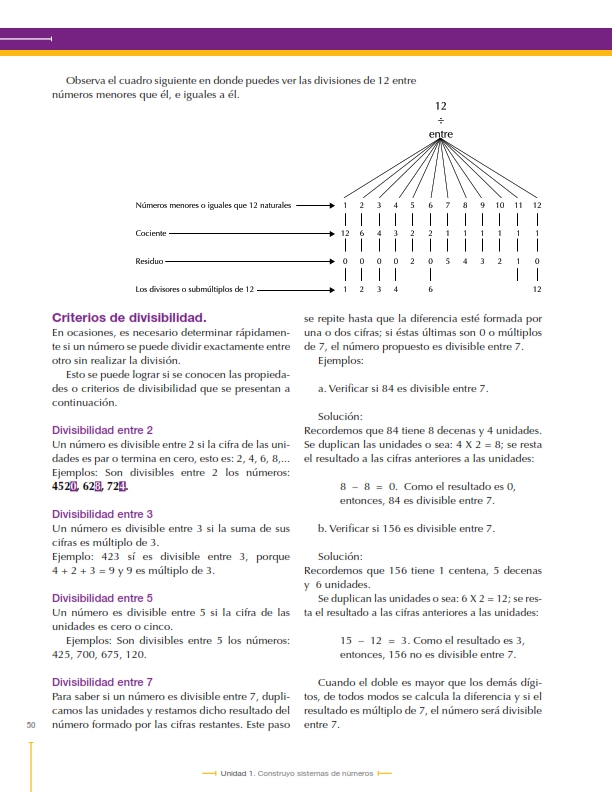 Observa el cuadro siguiente en donde puedes ver las divisiones de 12 entre
números menores que él, e iguales a él.
12
÷
entre
Números menores o iguales que 12 naturales 1 2 3 4 5 6 7 8 9 10 11 12
Cociente 12 6 4 3 2 2 1 1 1 1 1 1
Residuo 0 0 0 0 2 0 5 4 3 2 1 0
Los divisores o submúltiplos de 12 1 2 3 4 6 12
Criterios de divisibilidad.
En ocasiones, es necesario determinar rápidamen-
te si un número se puede dividir exactamente entre
otro sin realizar la división.
Esto se puede lograr si se conocen las propieda-
des o criterios de divisibilidad que se presentan a
continuación.
Divisibilidad entre 2
Un número es divisible entre 2 si la cifra de las uni-
dades es par o termina en cero, esto es: 2, 4, 6, 8,...
Ejemplos: Son divisibles entre 2 los números:
4520, 628, 724.
Divisibilidad entre 3
Un número es divisible entre 3 si la suma de sus
cifras es múltiplo de 3.
Ejemplo: 423 sí es divisible entre 3, porque
4 + 2 + 3 = 9 y 9 es múltiplo de 3.
Divisibilidad entre 5
Un número es divisible entre 5 si la cifra de las
unidades es cero o cinco.
Ejemplos: Son divisibles entre 5 los números:
425, 700, 675, 120.
Divisibilidad entre 7
Para saber si un número es divisible entre 7, dupli-
camos las unidades y restamos dicho resultado del
número formado por las cifras restantes. Este paso
se repite hasta que la diferencia esté formada por
una o dos cifras; si éstas últimas son 0 o múltiplos
de 7, el número propuesto es divisible entre 7.
Ejemplos:
a. Verificar si 84 es divisible entre 7.
Solución:
Recordemos que 84 tiene 8 decenas y 4 unidades.
Se duplican las unidades o sea: 4 X 2 = 8; se resta
el resultado a las cifras anteriores a las unidades:
8 – 8 = 0. Como el resultado es 0,
entonces, 84 es divisible entre 7.
b. Verificar si 156 es divisible entre 7.
Solución:
Recordemos que 156 tiene 1 centena, 5 decenas
y 6 unidades.
Se duplican las unidades o sea: 6 X 2 = 12; se res-
ta el resultado a las cifras anteriores a las unidades:
15 – 12 = 3. Como el resultado es 3,
entonces, 156 no es divisible entre 7.
Cuando el doble es mayor que los demás dígi-
tos, de todos modos se calcula la diferencia y si el
resultado es múltiplo de 7, el número será divisible
entre 7.
50
Unidad 1. Construyo sistemas de números